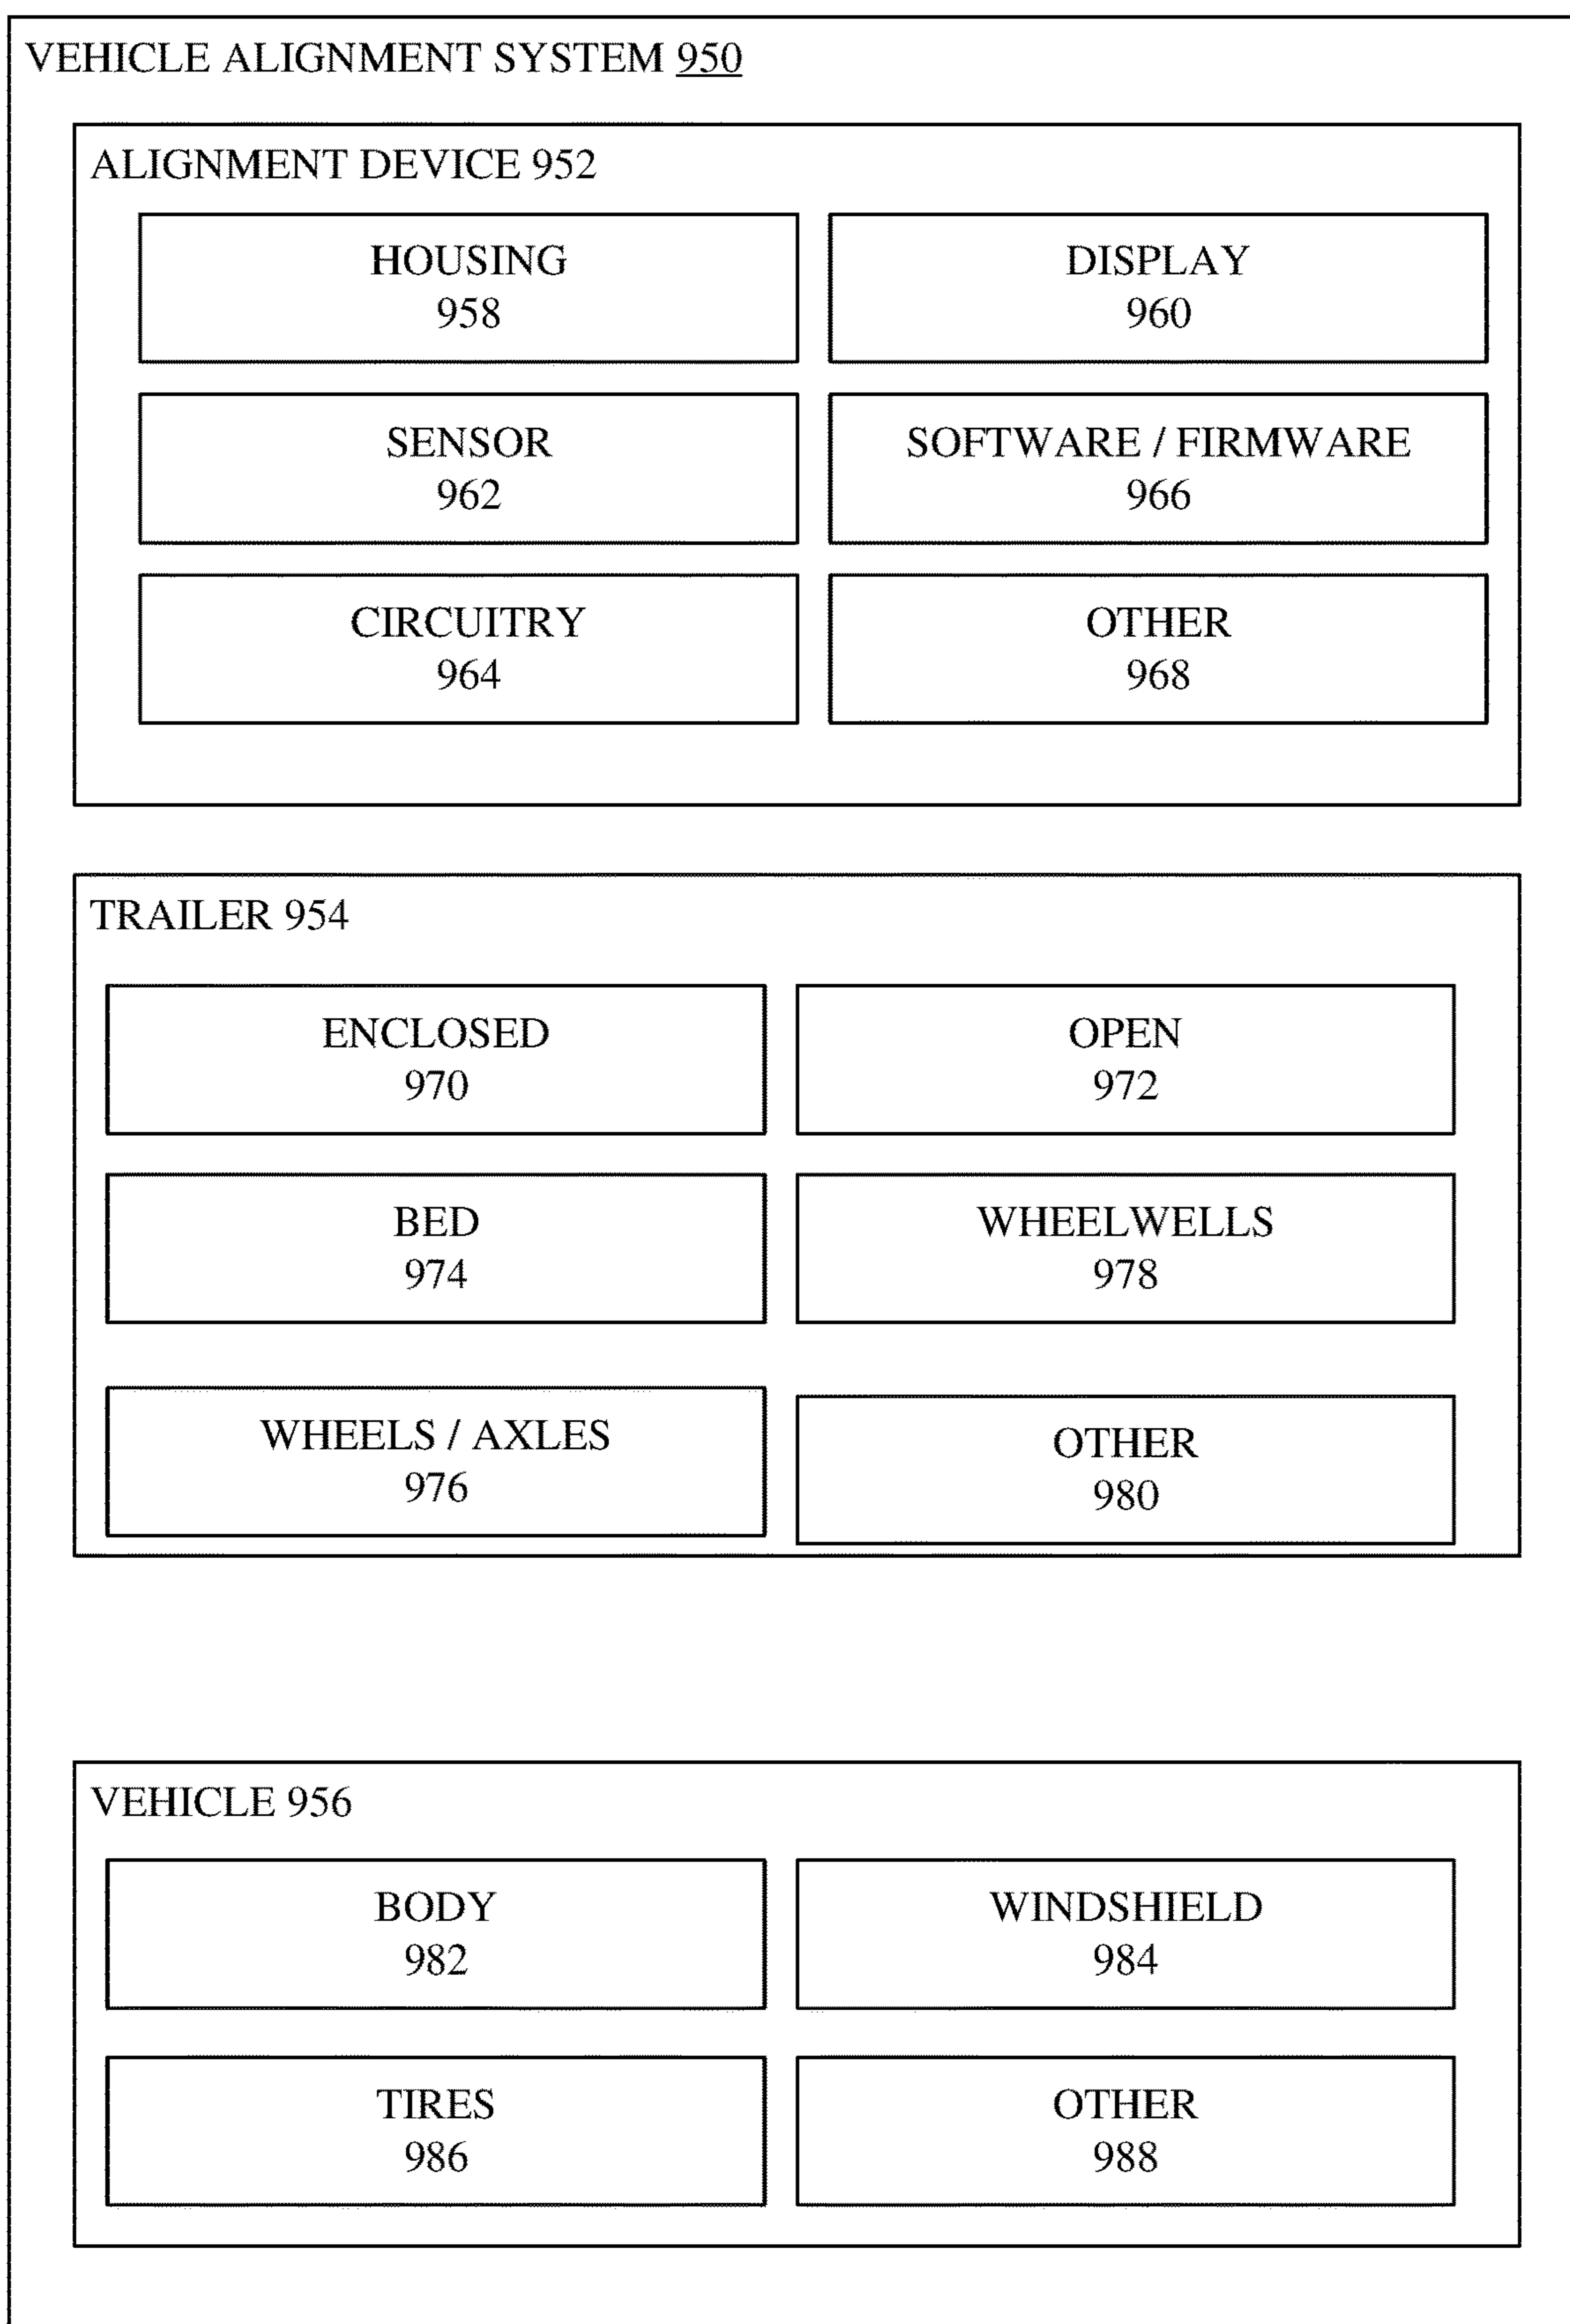 VEHICLE ALIGNMENT SYSTEM 950
ALIGNMENT DEVICE 952
HOUSING
958
DISPLAY
960
SENSOR
962
SOFTWARE / FIRMWARE
966
CIRCUITRY
964
OTHER
968
TRAILER 954
ENCLOSED
970
OPEN
972
BED
974
WHEELWELLS
978
WHEELS / AXLES
976
OTHER
980
VEHICLE 956
BODY
982
WINDSHIELD
984
TIRES
986
OTHER
988